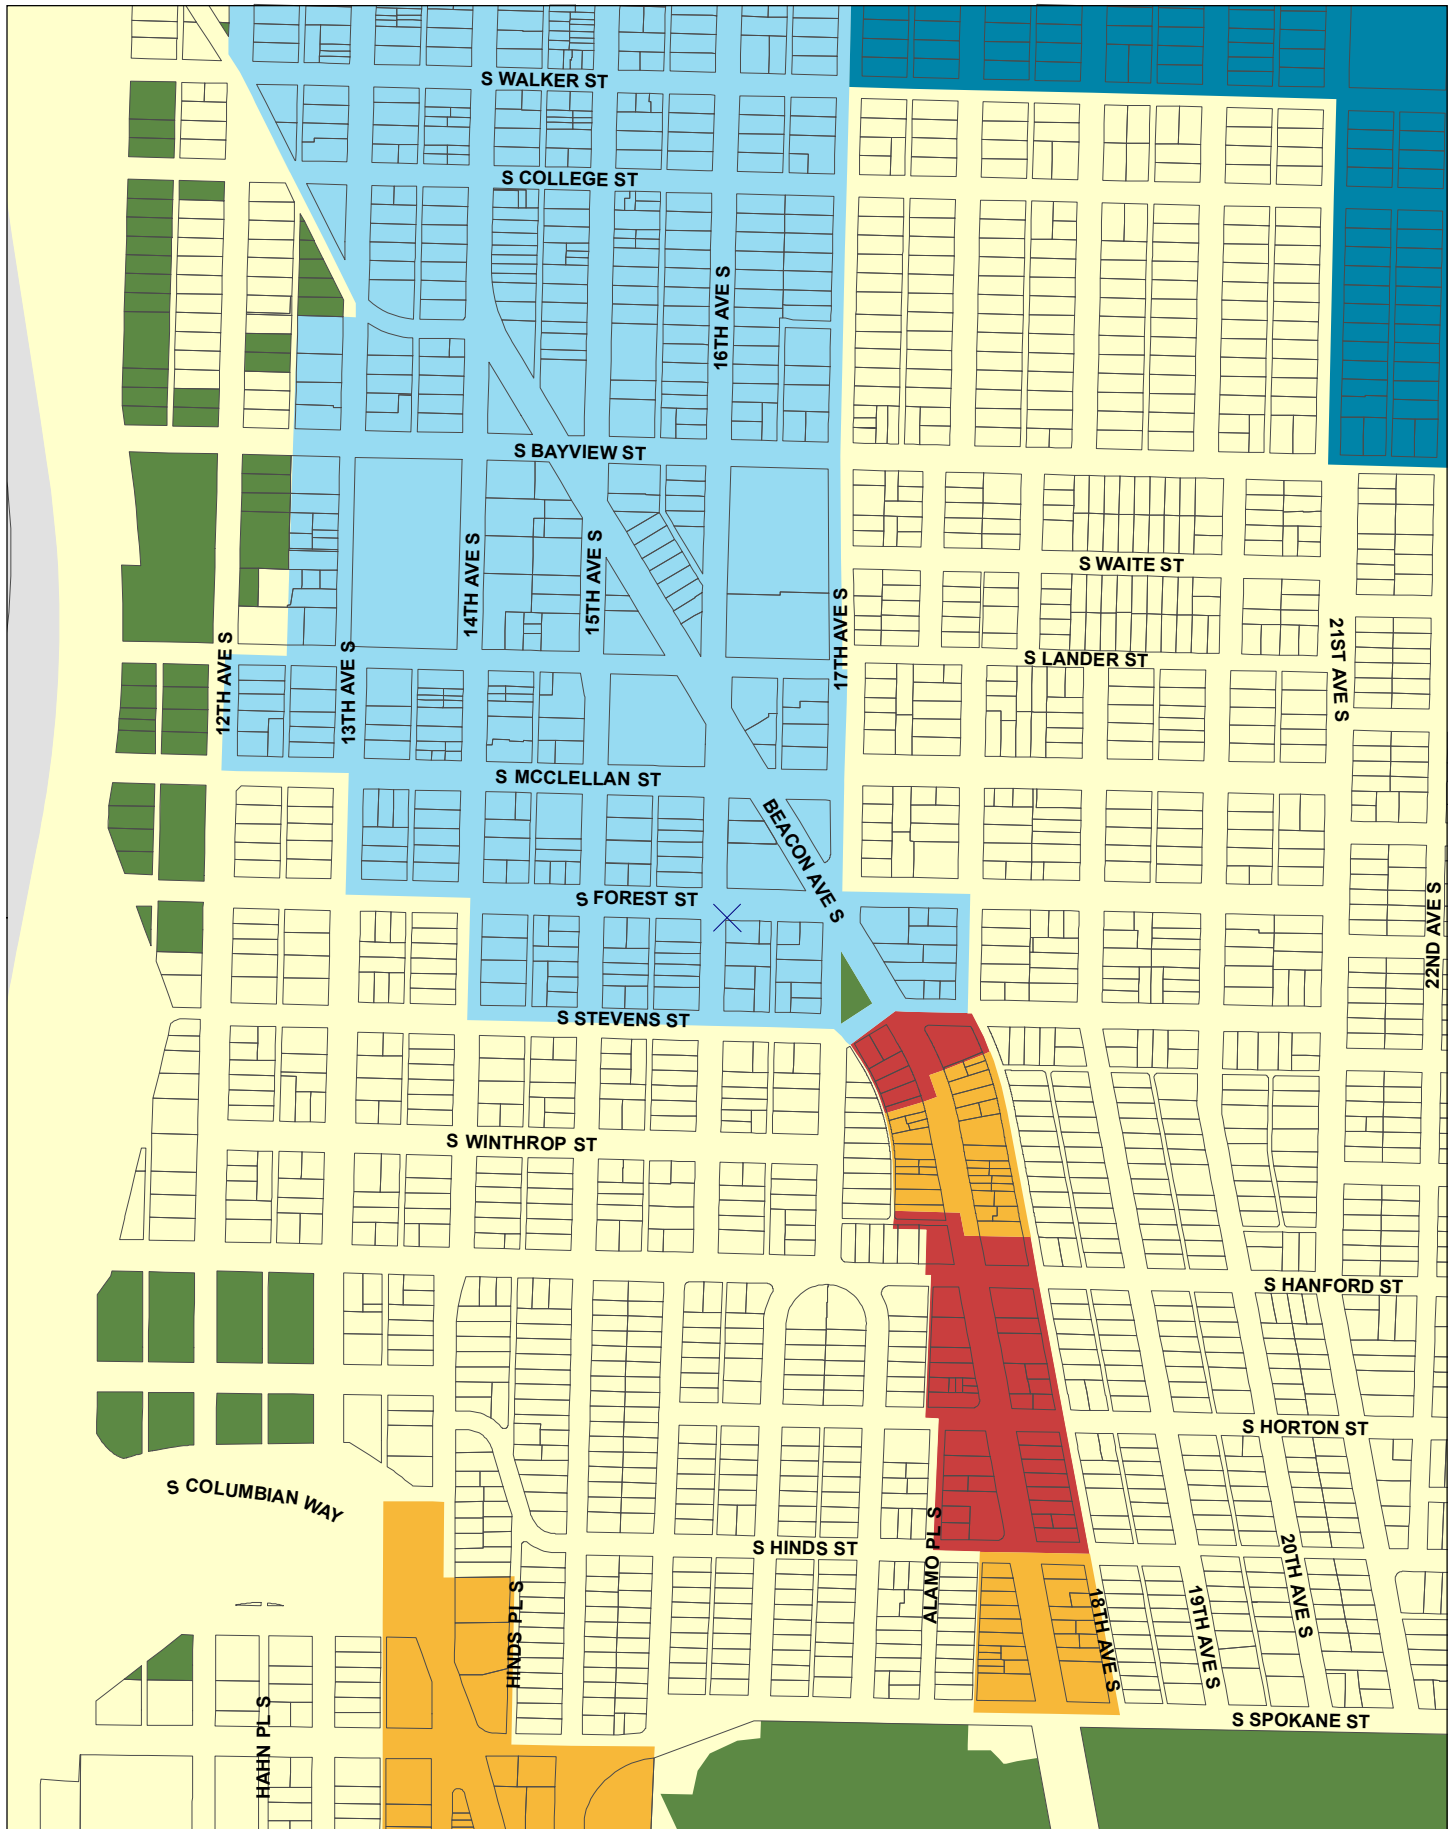 S WALKER ST
S COLLEGE ST
16TH AVE S
S BAYVIEW ST
14TH AVE S
15TH AVE S
S WAITE ST
17TH AVE S
12TH AVE S
13TH AVE S
S LANDER ST
21ST AVE S
S MCCLELLAN ST
BEACON AVE S
S FOREST ST
22ND AVE S
S STEVENS ST
S WINTHROP ST
S HANFORD ST
S HORTON ST
S COLUMBIAN WAY
S HINDS ST
ALAMO PL S
HINDS PL S
18TH AVE S
19TH AVE S
20TH AVE S
HAHN PL S
S SPOKANE ST